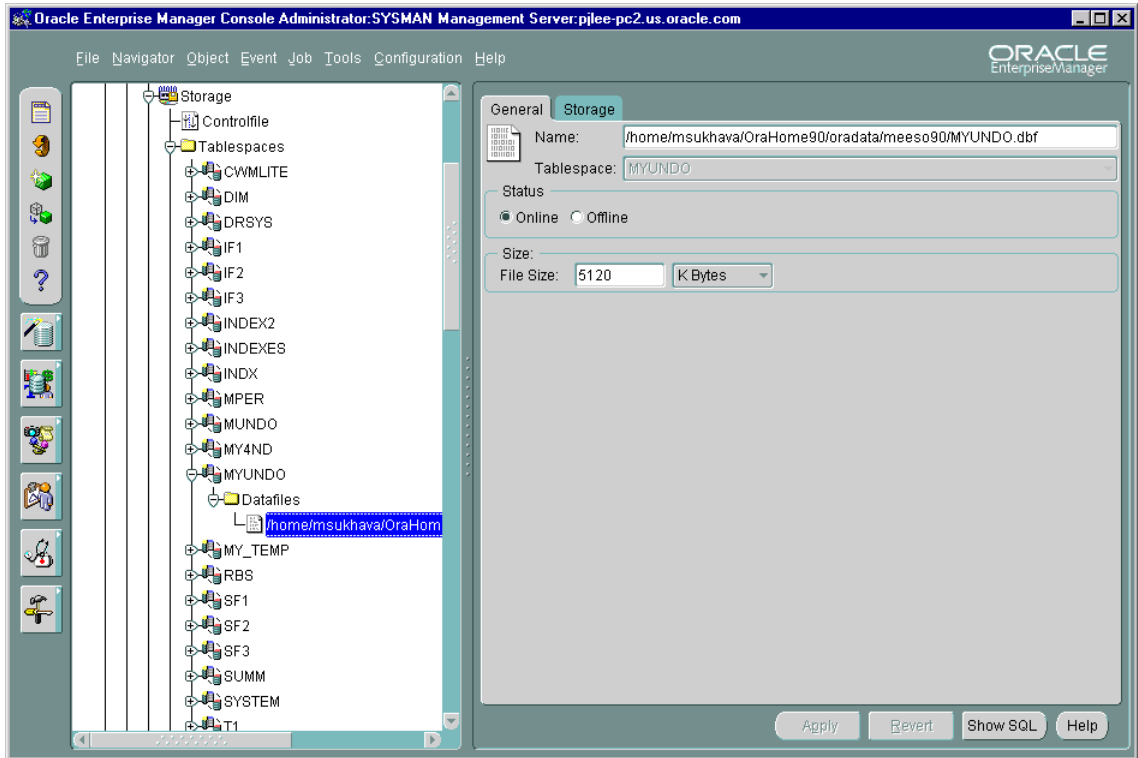 Oracle Enterprise Manager Console Administrator:SYSMAN Management Server:pjlee-pc2.us.oracle.com
File Navigator Object Event Job Tools Configuration Help
ORACLE
EnterpriseManager
Storage
Controlfile
Tablespaces
CWMLITE
DIM
DRSYS
IF1
IF2
IF3
INDEX2
INDEXES
INDX
MPER
MUNDO
MY4ND
MYUNDO
Datafiles
/home/msukhava/OraHom
MY_TEMP
RBS
SF1
SF2
SF3
SUMM
SYSTEM
T1
General Storage
Name: /home/msukhava/OraHome90/oradata/meeso90/MYUNDO.dbf
Tablespace: MYUNDO
Status
Online Offline
Size:
File Size: 5120 K Bytes
Apply Revert Show SQL Help